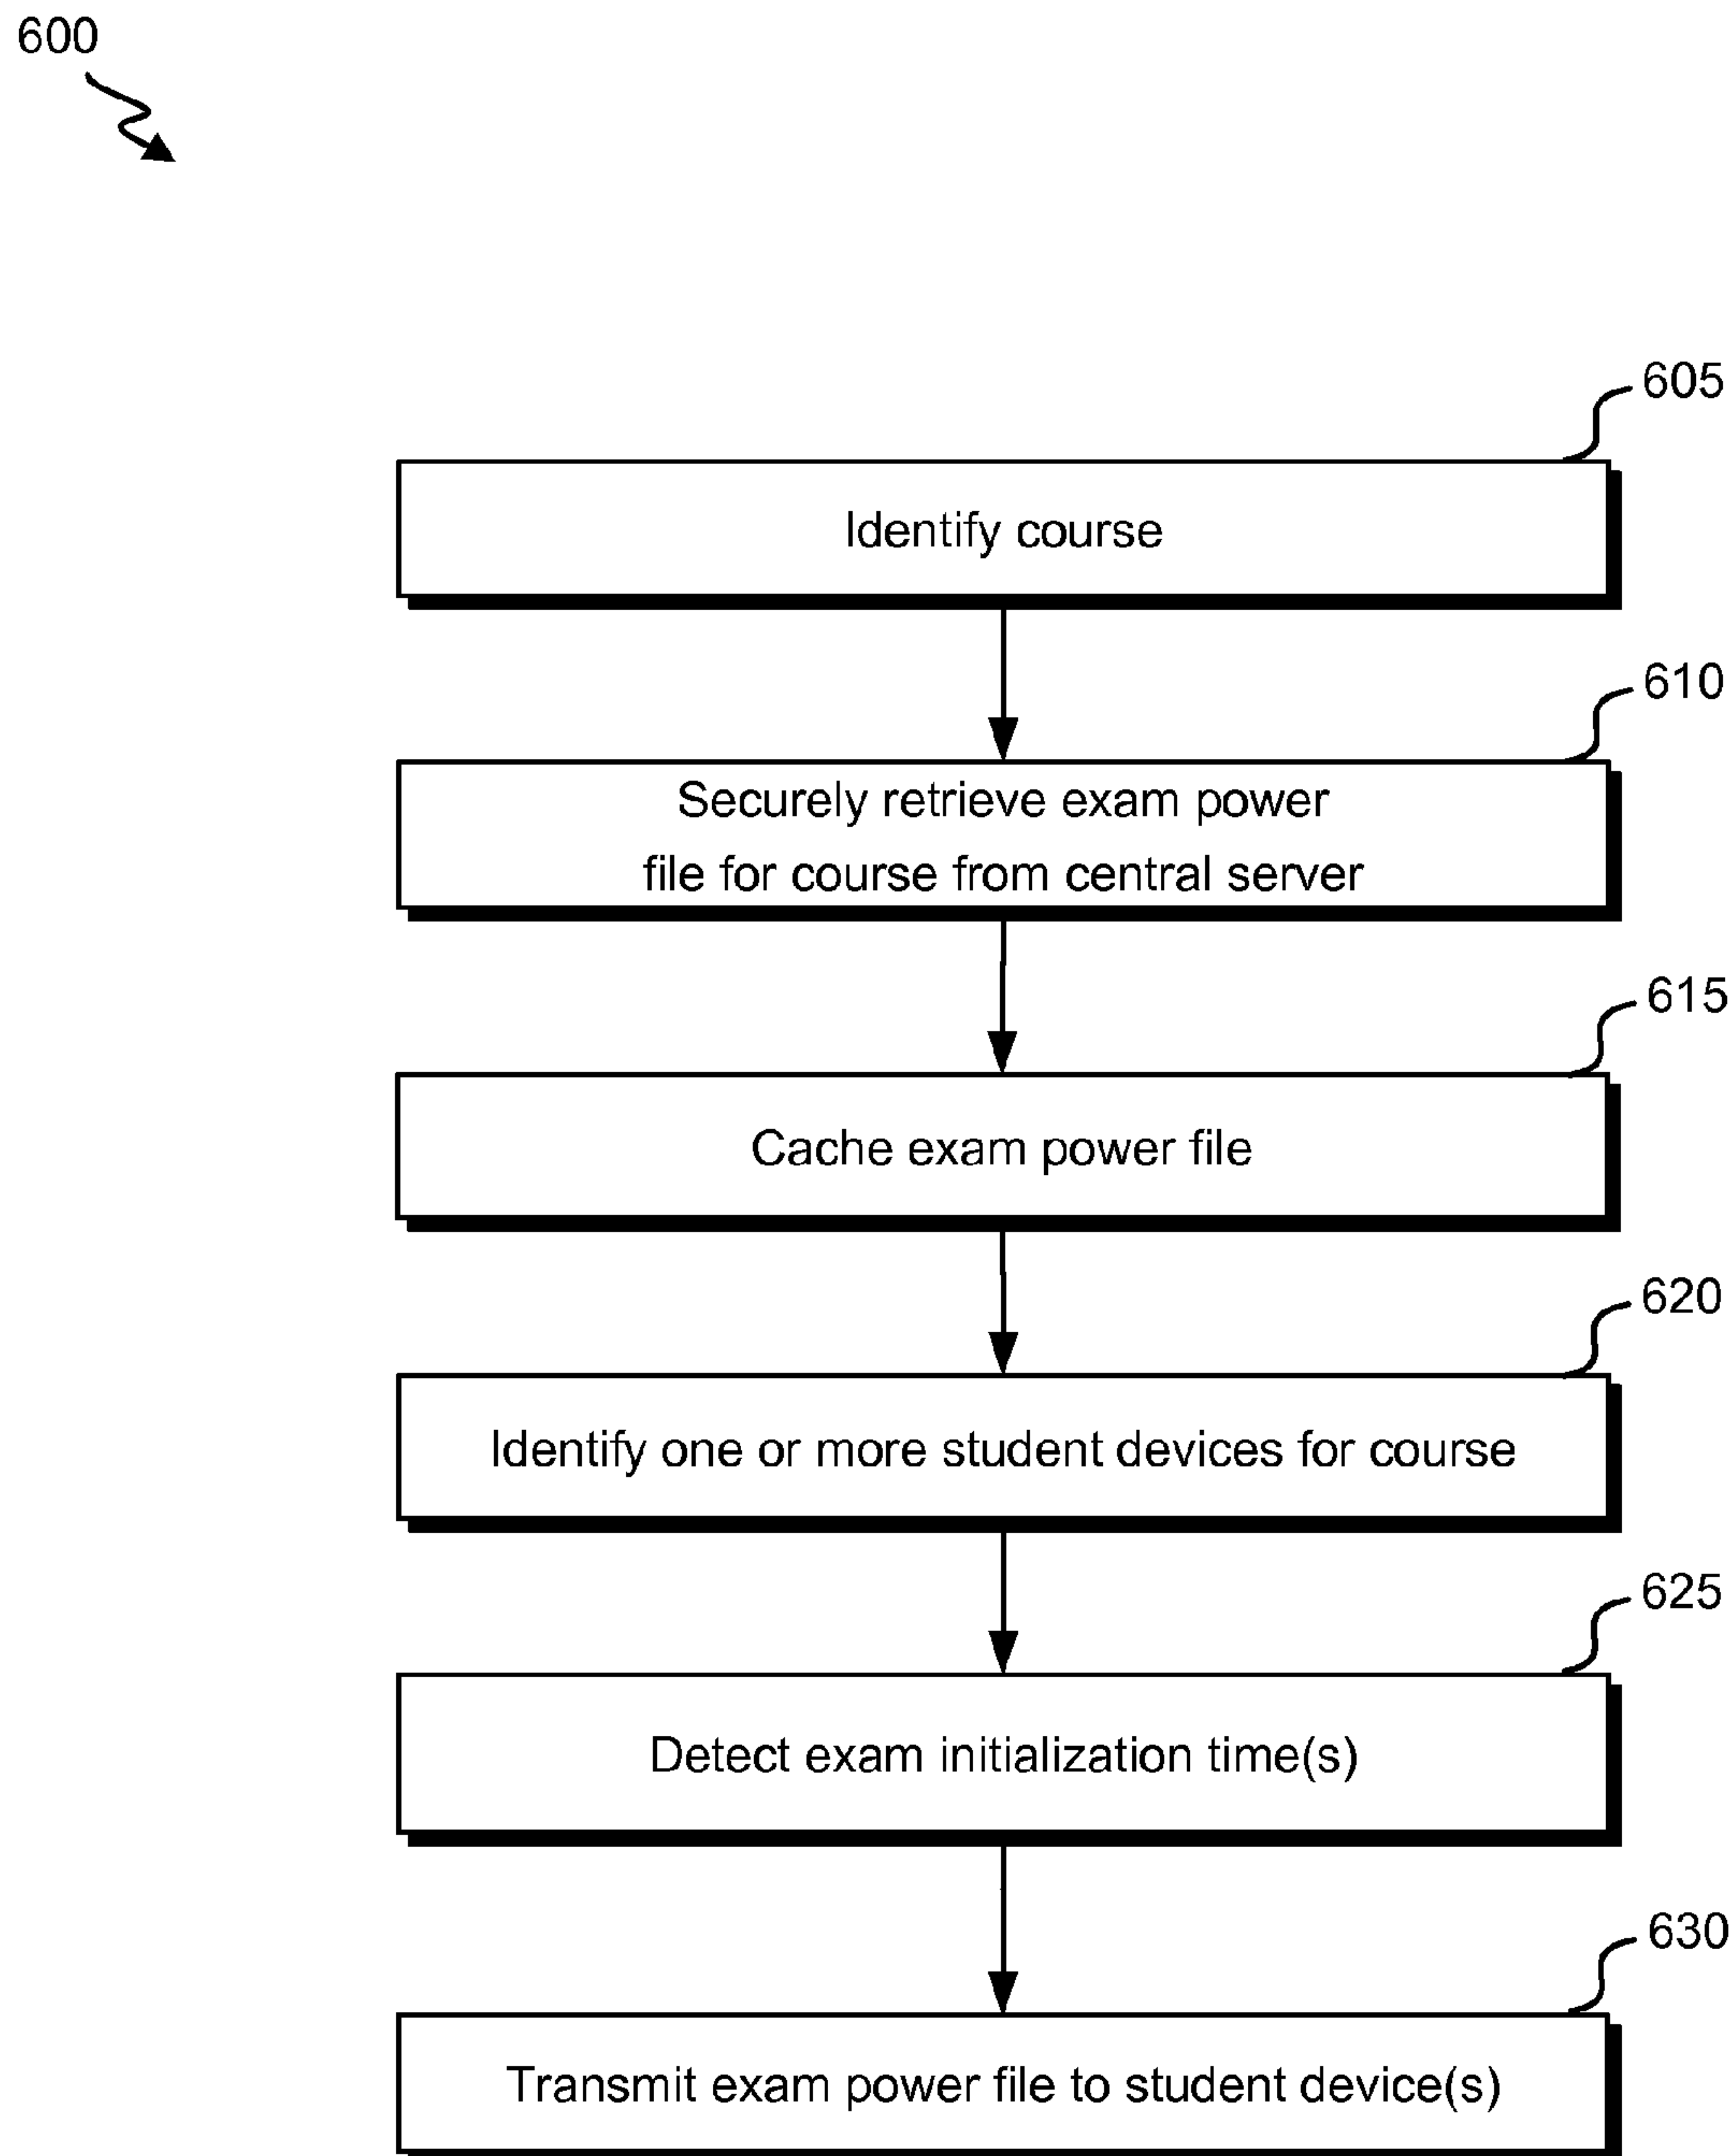 600
605
Identify course
610
Securely retrieve exam power
file for course from central server
615
Cache exam power file
620
Identify one or more student devices for course
625
Detect exam initialization time(s)
630
Transmit exam power file to student device(s)